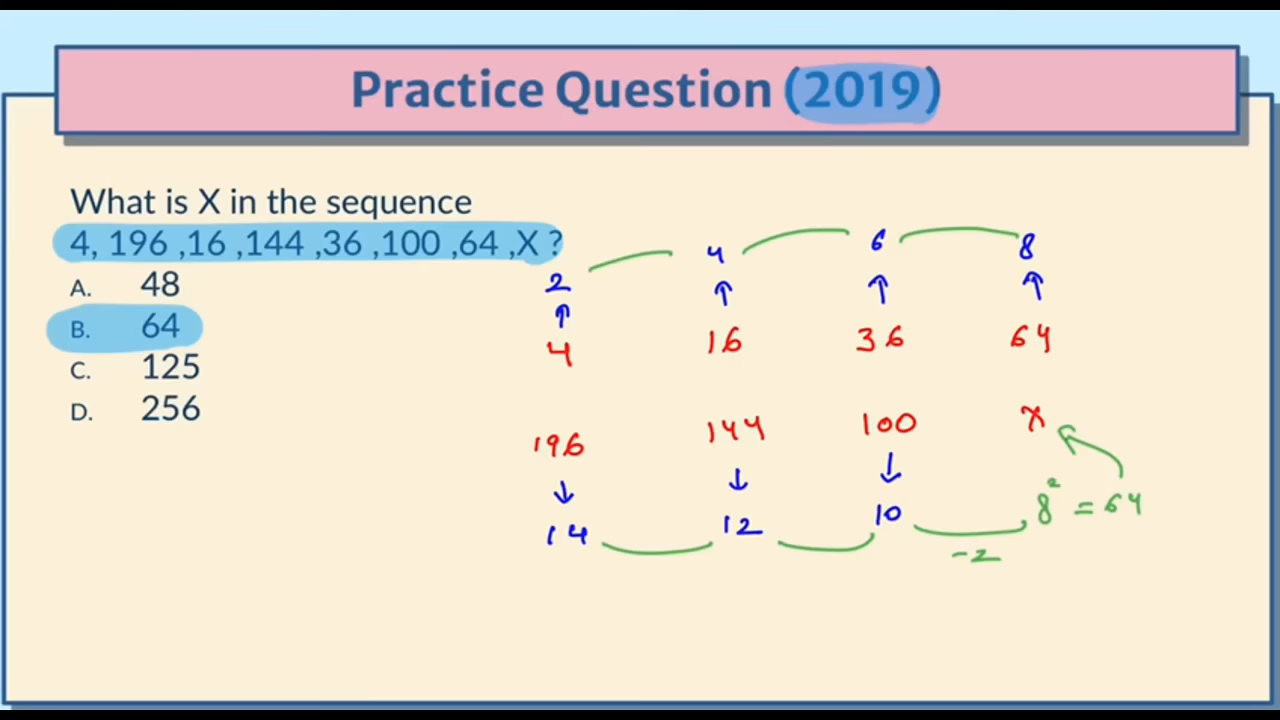 Practice Question (2019)
What is X in the sequence
4, 196 ,16 ,144 ,36 ,100 ,64 ,X ?
A. 48
B. 64
C. 125
D. 256
2 4 6 8
4 16 36 64
196 144 100 X
14 12 10 8² = 64
-2